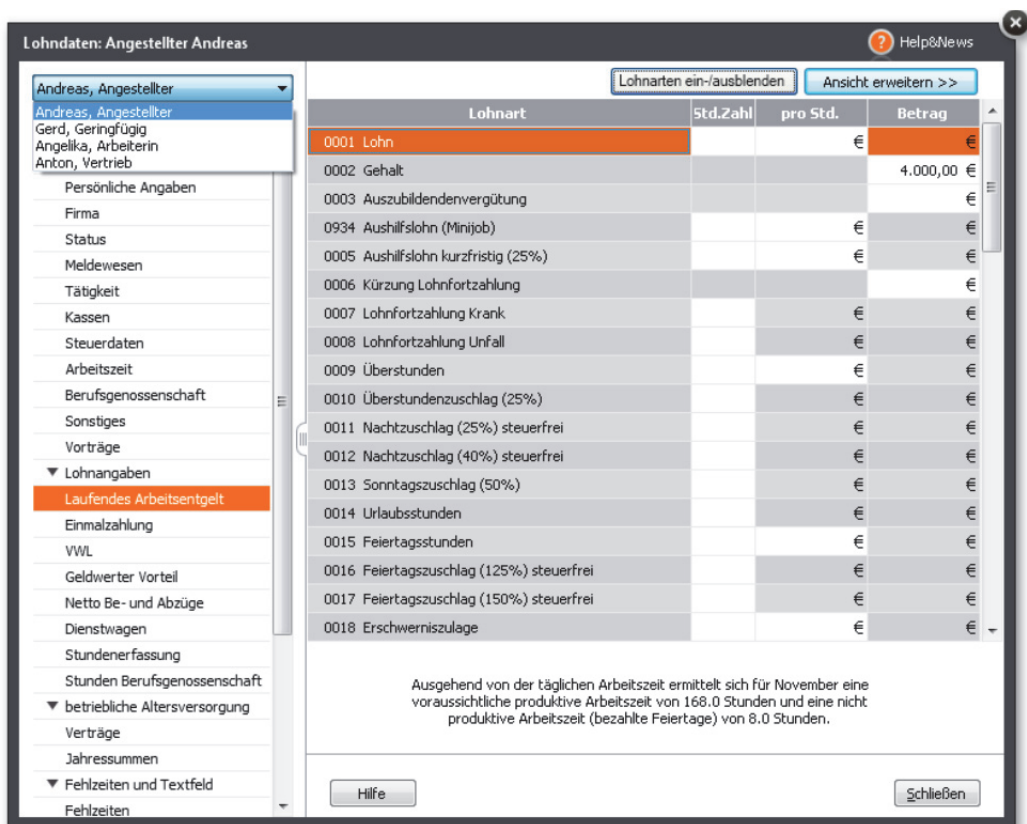 Lohndaten: Angestellter Andreas
? Help&News
Andreas, Angestellter
Andreas, Angestellter
Gerd, Geringfügig
Angelika, Arbeiterin
Anton, Vertrieb
Persönliche Angaben
Firma
Status
Meldewesen
Tätigkeit
Kassen
Steuerdaten
Arbeitszeit
Berufsgenossenschaft
Sonstiges
Vorträge
Lohnangaben
Laufendes Arbeitsentgelt
Einmalzahlung
VWL
Geldwerter Vorteil
Netto Be- und Abzüge
Dienstwagen
Stundenerfassung
Stunden Berufsgenossenschaft
betriebliche Altersversorgung
Verträge
Jahressummen
Fehlzeiten und Textfeld
Fehlzeiten
Lohnarten ein-/ausblenden Ansicht erweitern >>
Lohnart Std.Zahl pro Std. Betrag
0001 Lohn € €
0002 Gehalt 4.000,00 €
0003 Auszubildendenvergütung €
0934 Aushilfslohn (Minijob) € €
0005 Aushilfslohn kurzfristig (25%) € €
0006 Kürzung Lohnfortzahlung €
0007 Lohnfortzahlung Krank € €
0008 Lohnfortzahlung Unfall € €
0009 Überstunden € €
0010 Überstundenzuschlag (25%) € €
0011 Nachtzuschlag (25%) steuerfrei € €
0012 Nachtzuschlag (40%) steuerfrei € €
0013 Sonntagszuschlag (50%) € €
0014 Urlaubsstunden € €
0015 Feiertagsstunden € €
0016 Feiertagszuschlag (125%) steuerfrei € €
0017 Feiertagszuschlag (150%) steuerfrei € €
0018 Erschwerniszulage € €
Ausgehend von der täglichen Arbeitszeit ermittelt sich für November eine
voraussichtliche produktive Arbeitszeit von 168.0 Stunden und eine nicht
produktive Arbeitszeit (bezahlte Feiertage) von 8.0 Stunden.
Hilfe Schließen